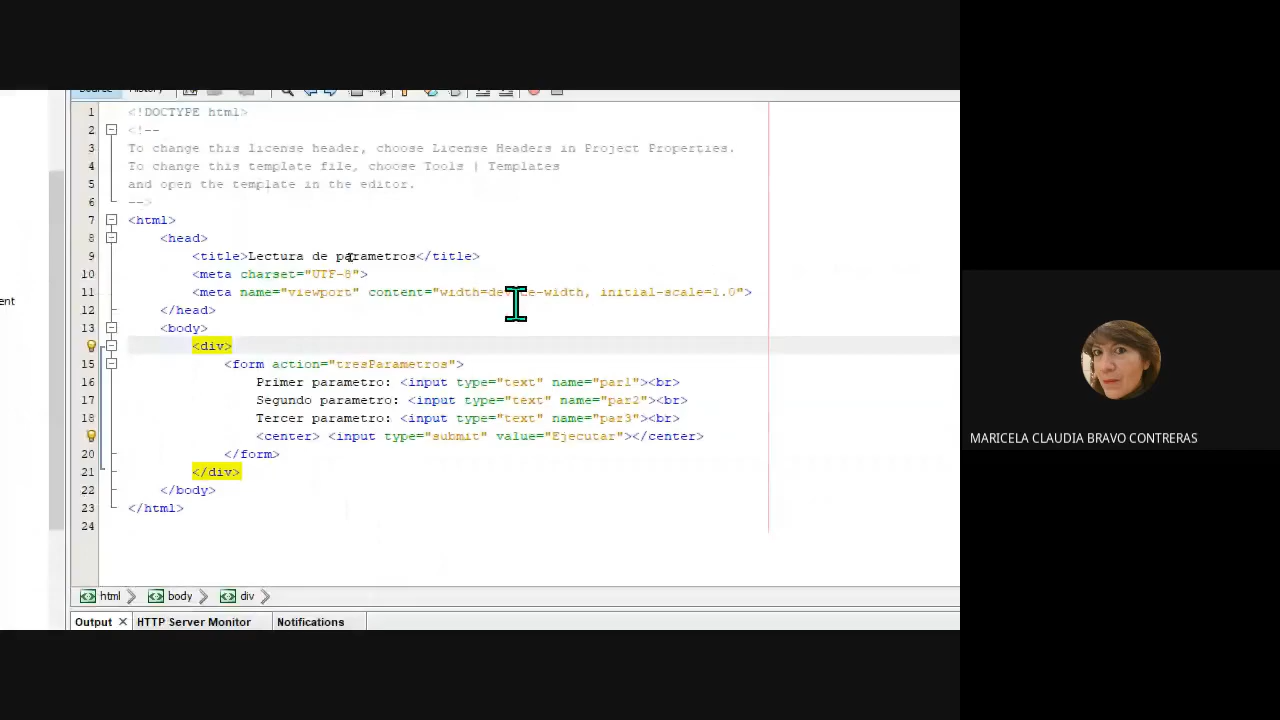 Source History
1 <!DOCTYPE html>
2 <!--
3 To change this license header, choose License Headers in Project Properties.
4 To change this template file, choose Tools | Templates
5 and open the template in the editor.
6 -->
7 <html>
8 <head>
9 <title>Lectura de parametros</title>
10 <meta charset="UTF-8">
11 <meta name="viewport" content="width=device-width, initial-scale=1.0">
12 </head>
13 <body>
<div>
15 <form action="tresParametros">
16 Primer parametro: <input type="text" name="par1"><br>
17 Segundo parametro: <input type="text" name="par2"><br>
18 Tercer parametro: <input type="text" name="par3"><br>
<center> <input type="submit" value="Ejecutar"></center>
20 </form>
21 </div>
22 </body>
23 </html>
24
ent
html body div
Output HTTP Server Monitor Notifications
MARICELA CLAUDIA BRAVO CONTRERAS